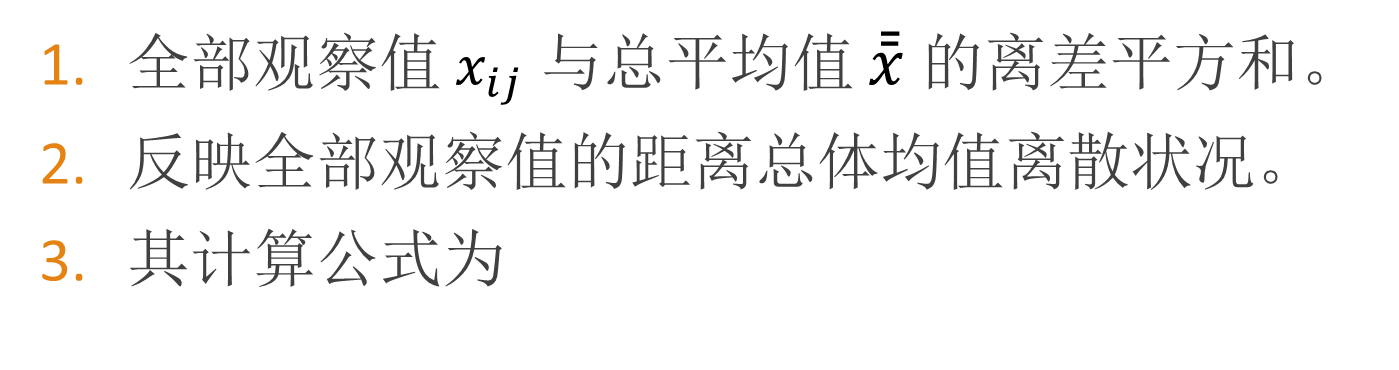 1. 全部观察值 xᵢⱼ 与总平均值 x̿ 的离差平方和。
2. 反映全部观察值的距离总体均值离散状况。
3. 其计算公式为